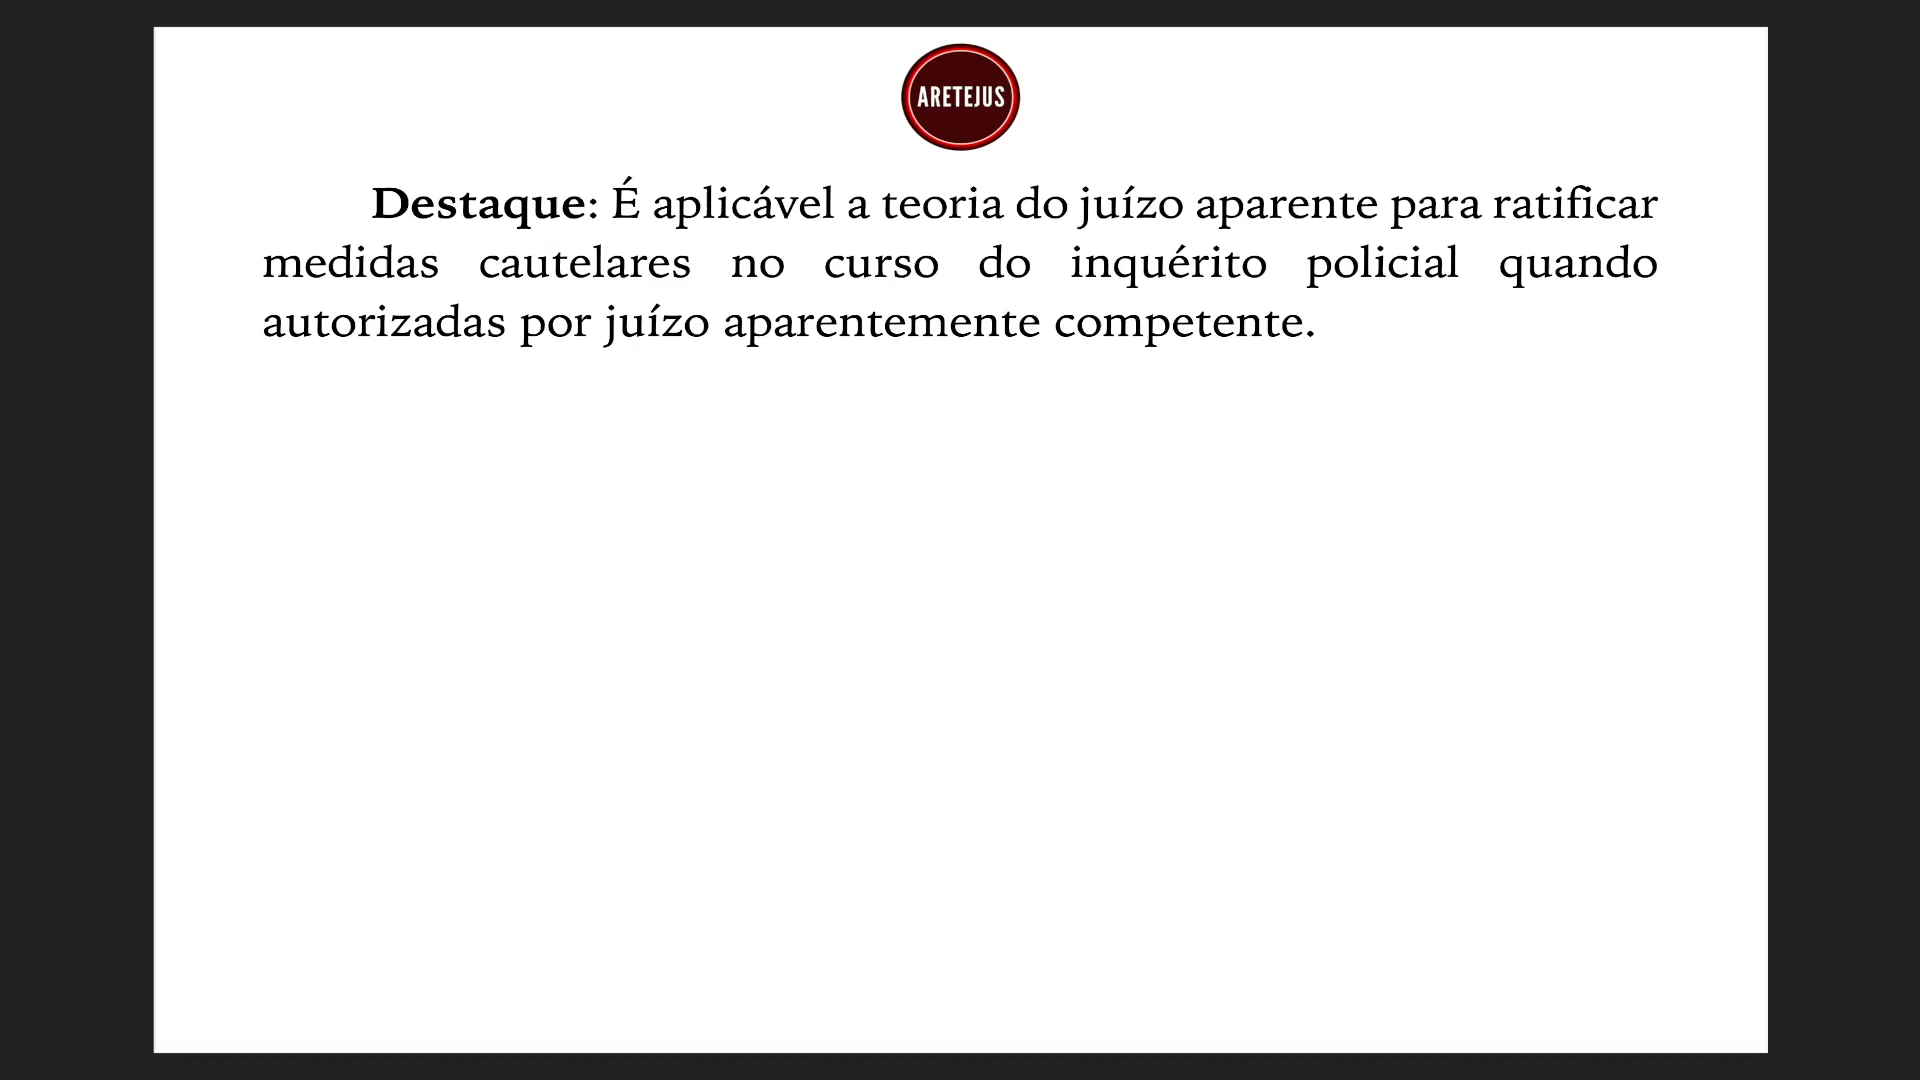 ARETEJUS
Destaque: É aplicável a teoria do juízo aparente para ratificar
medidas cautelares no curso do inquérito policial quando
autorizadas por juízo aparentemente competente.